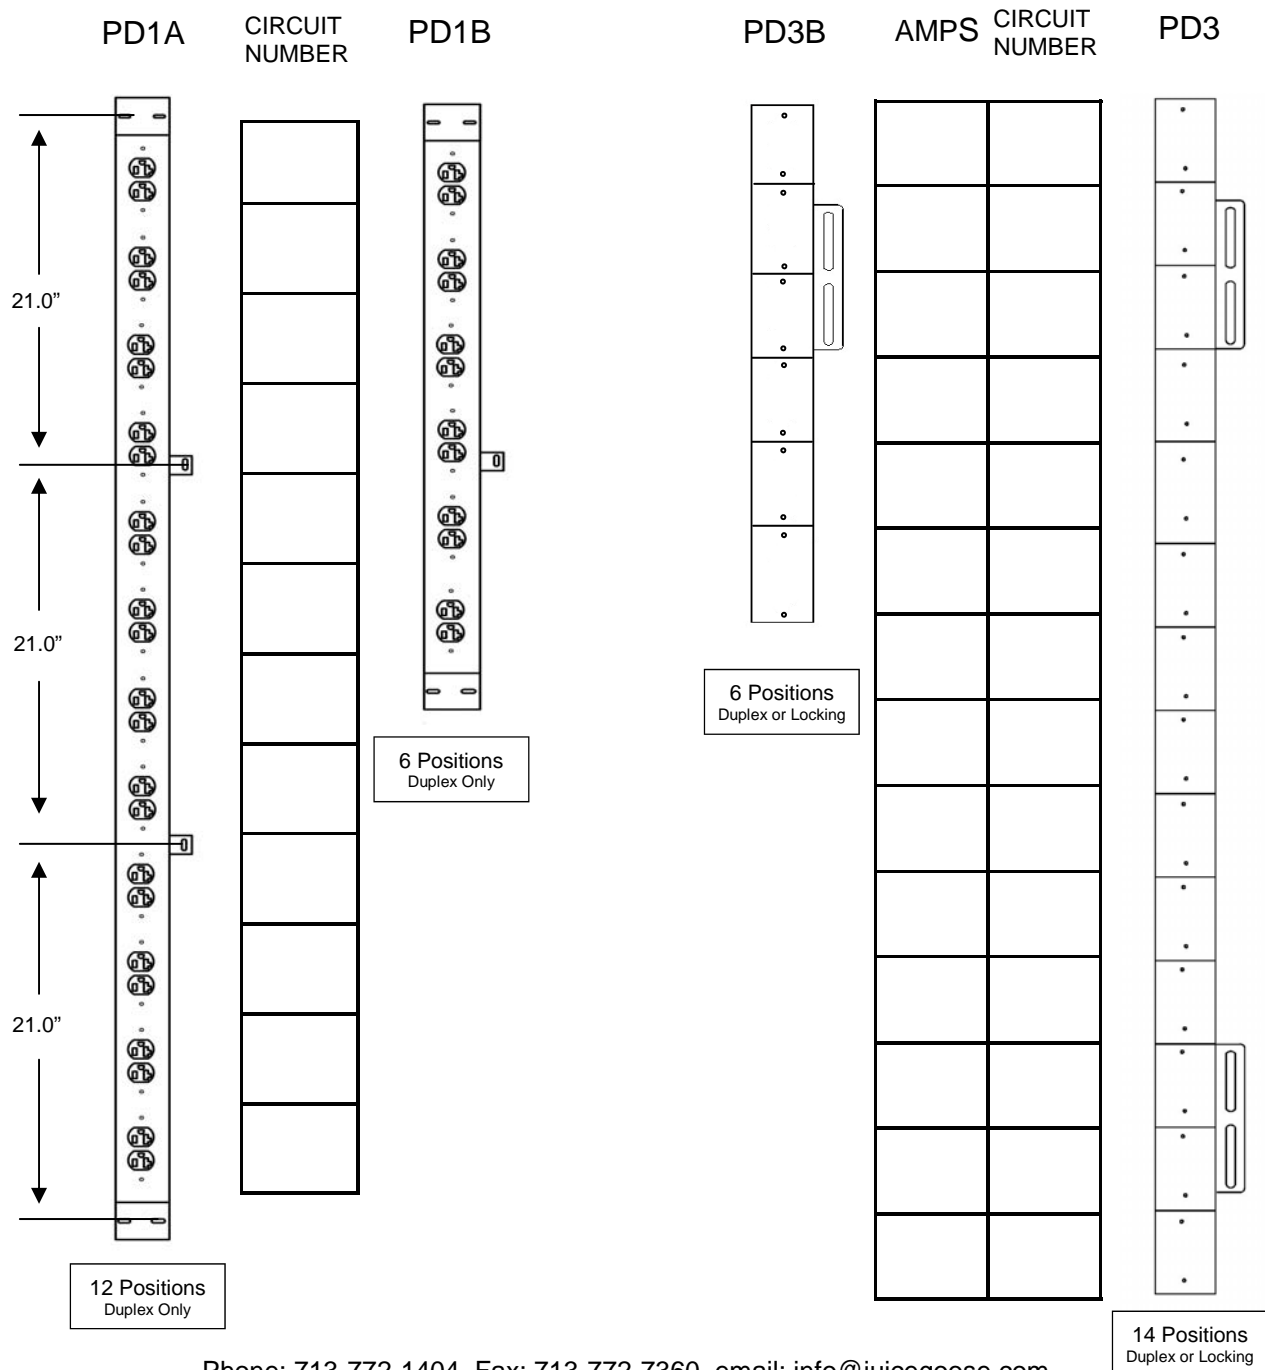 PD1A
CIRCUIT
NUMBER
PD1B
PD3B
AMPS
CIRCUIT
NUMBER
PD3
21.0”
21.0”
21.0”
12 Positions
Duplex Only
6 Positions
Duplex Only
6 Positions
Duplex or Locking
14 Positions
Duplex or Locking
Phone: 713-772-1404 Fax: 713-772-7360 email: info@juicegoose.com